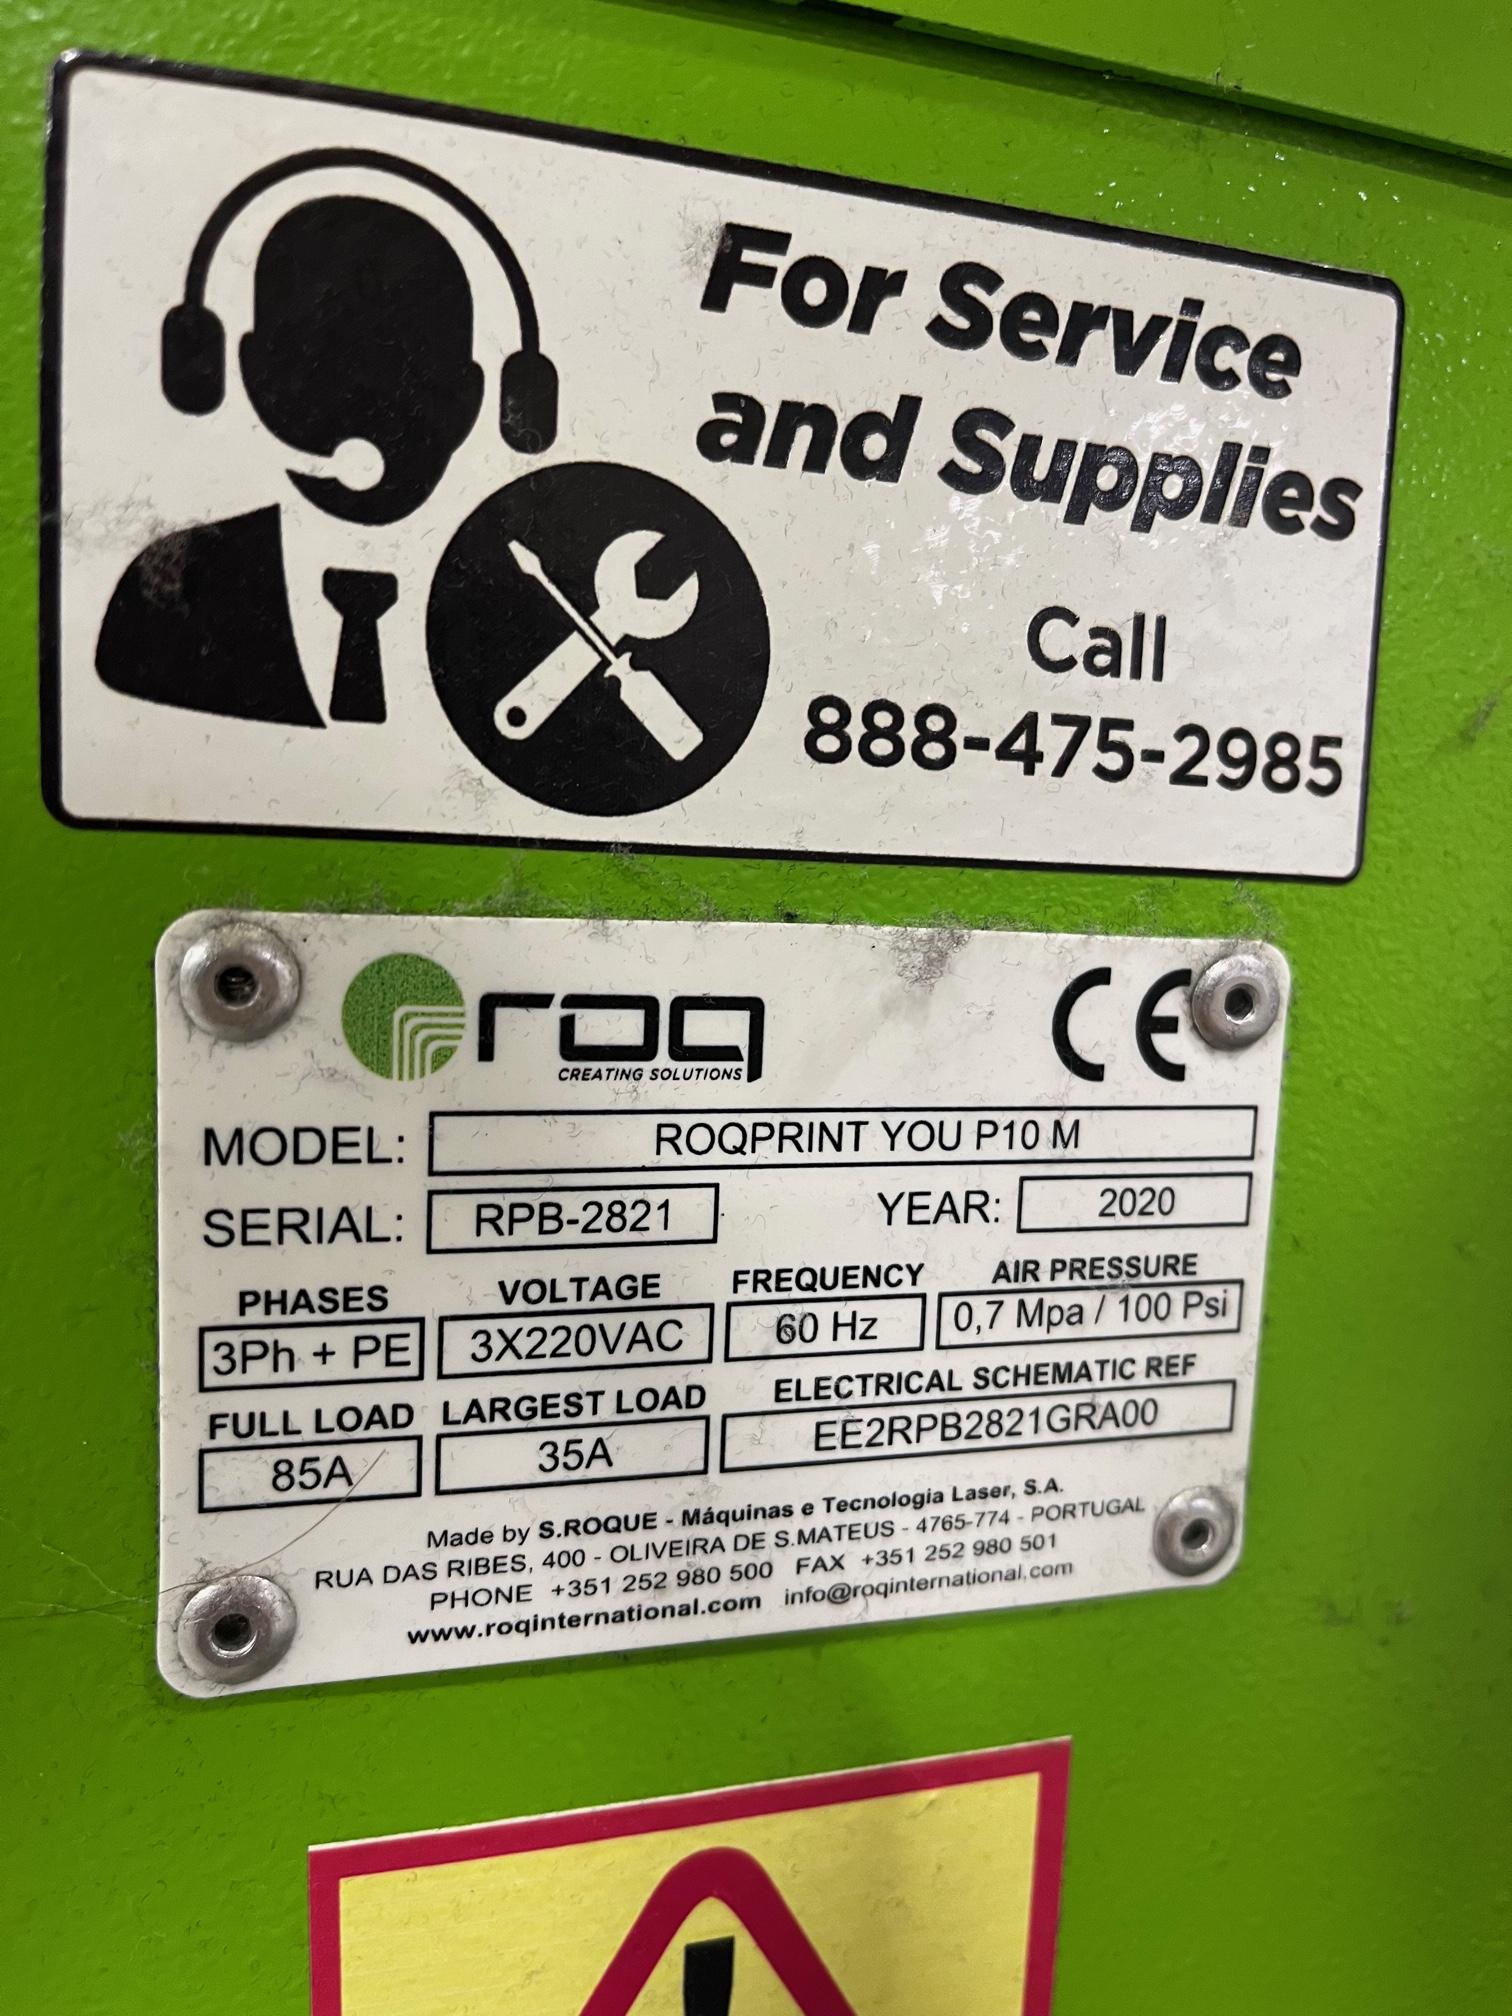 For Service
and Supplies
Call
888-475-2985
roq
CREATING SOLUTIONS
CE
MODEL: ROQPRINT YOU P10 M
SERIAL: RPB-2821 YEAR: 2020
PHASES VOLTAGE FREQUENCY AIR PRESSURE
3Ph + PE 3X220VAC 60 Hz 0,7 Mpa / 100 Psi
FULL LOAD LARGEST LOAD ELECTRICAL SCHEMATIC REF
85A 35A EE2RPB2821GRA00
Made by S.ROQUE - Máquinas e Tecnologia Laser, S.A.
RUA DAS RIBES, 400 - OLIVEIRA DE S.MATEUS - 4765-774 - PORTUGAL
PHONE +351 252 980 500 FAX +351 252 980 501
www.roqinternational.com info@roqinternational.com